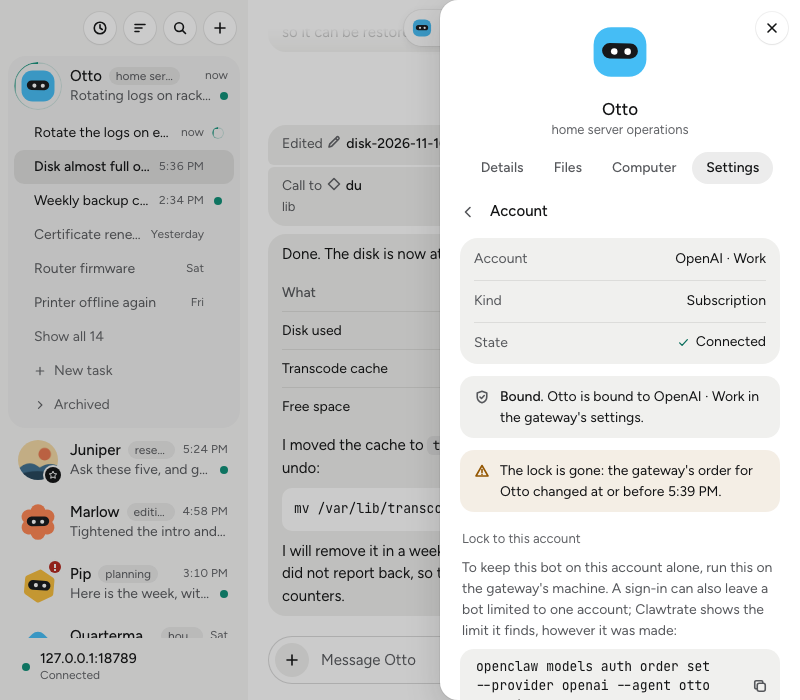 Otto home ser... now
Rotating logs on rack...
Rotate the logs on e... now
Disk almost full o... 5:36 PM
Weekly backup c... 2:34 PM
Certificate rene... Yesterday
Router firmware Sat
Printer offline again Fri
Show all 14
+ New task
Archived
Juniper rese... 5:24 PM
Ask these five, and g...
Marlow editi... 4:58 PM
Tightened the intro and...
Pip planning 3:10 PM
Here is the week, wit...
Quarterma hou Sat
127.0.0.1:18789
Connected
so it can be restor
Edited disk-2026-11-1
Call to du
lib
Done. The disk is now at
What
Disk used
Transcode cache
Free space
I moved the cache to t
undo:
mv /var/lib/transco
I will remove it in a week
did not report back, so t
counters.
Message Otto
Otto
home server operations
Details Files Computer Settings
Account
Account OpenAI · Work
Kind Subscription
State Connected
Bound. Otto is bound to OpenAI · Work in
the gateway's settings.
The lock is gone: the gateway's order for
Otto changed at or before 5:39 PM.
Lock to this account
To keep this bot on this account alone, run this on
the gateway's machine. A sign-in can also leave a
bot limited to one account; Clawtrate shows the
limit it finds, however it was made:
openclaw models auth order set
--provider openai --agent otto